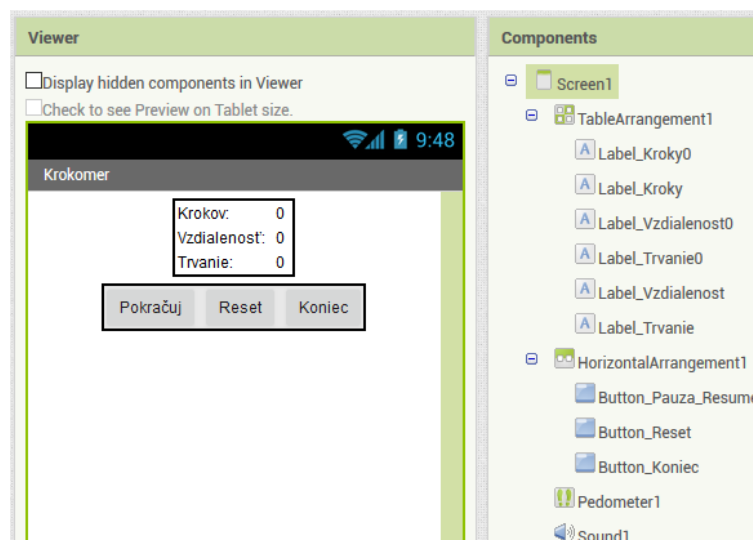 Viewer
Display hidden components in Viewer
Check to see Preview on Tablet size.
9:48
Krokomer
Krokov: 0
Vzdialenosť: 0
Trvanie: 0
Pokračuj Reset Koniec
Components
Screen1
TableArrangement1
A Label_Kroky0
A Label_Kroky
A Label_Vzdialenost0
A Label_Trvanie0
A Label_Vzdialenost
A Label_Trvanie
HorizontalArrangement1
Button_Pauza_Resume
Button_Reset
Button_Koniec
Pedometer1
Sound1